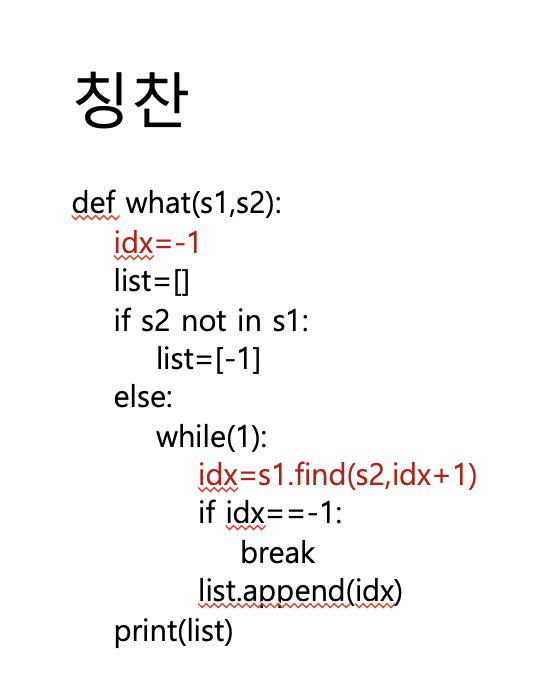 칭찬
def what(s1,s2):
idx=-1
list=[]
if s2 not in s1:
list=[-1]
else:
while(1):
idx=s1.find(s2,idx+1)
if idx==-1:
break
list.append(idx)
print(list)